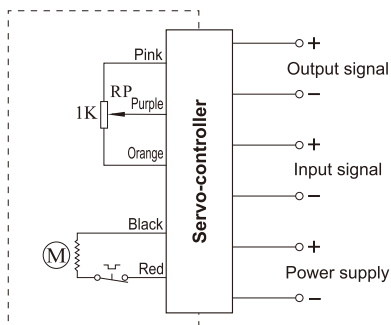 Pink
RP
Purple
1K
Orange
Black
M
Red
Servo-controller
+
Output signal
−
+
Input signal
−
+
Power supply
−